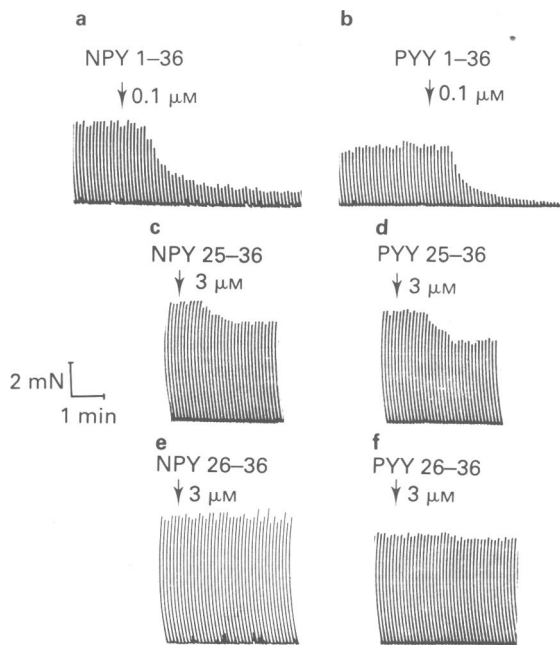 a
NPY 1–36
0.1 μM
b
PYY 1–36
0.1 μM
c
NPY 25–36
3 μM
d
PYY 25–36
3 μM
2 mN
1 min
e
NPY 26–36
3 μM
f
PYY 26–36
3 μM